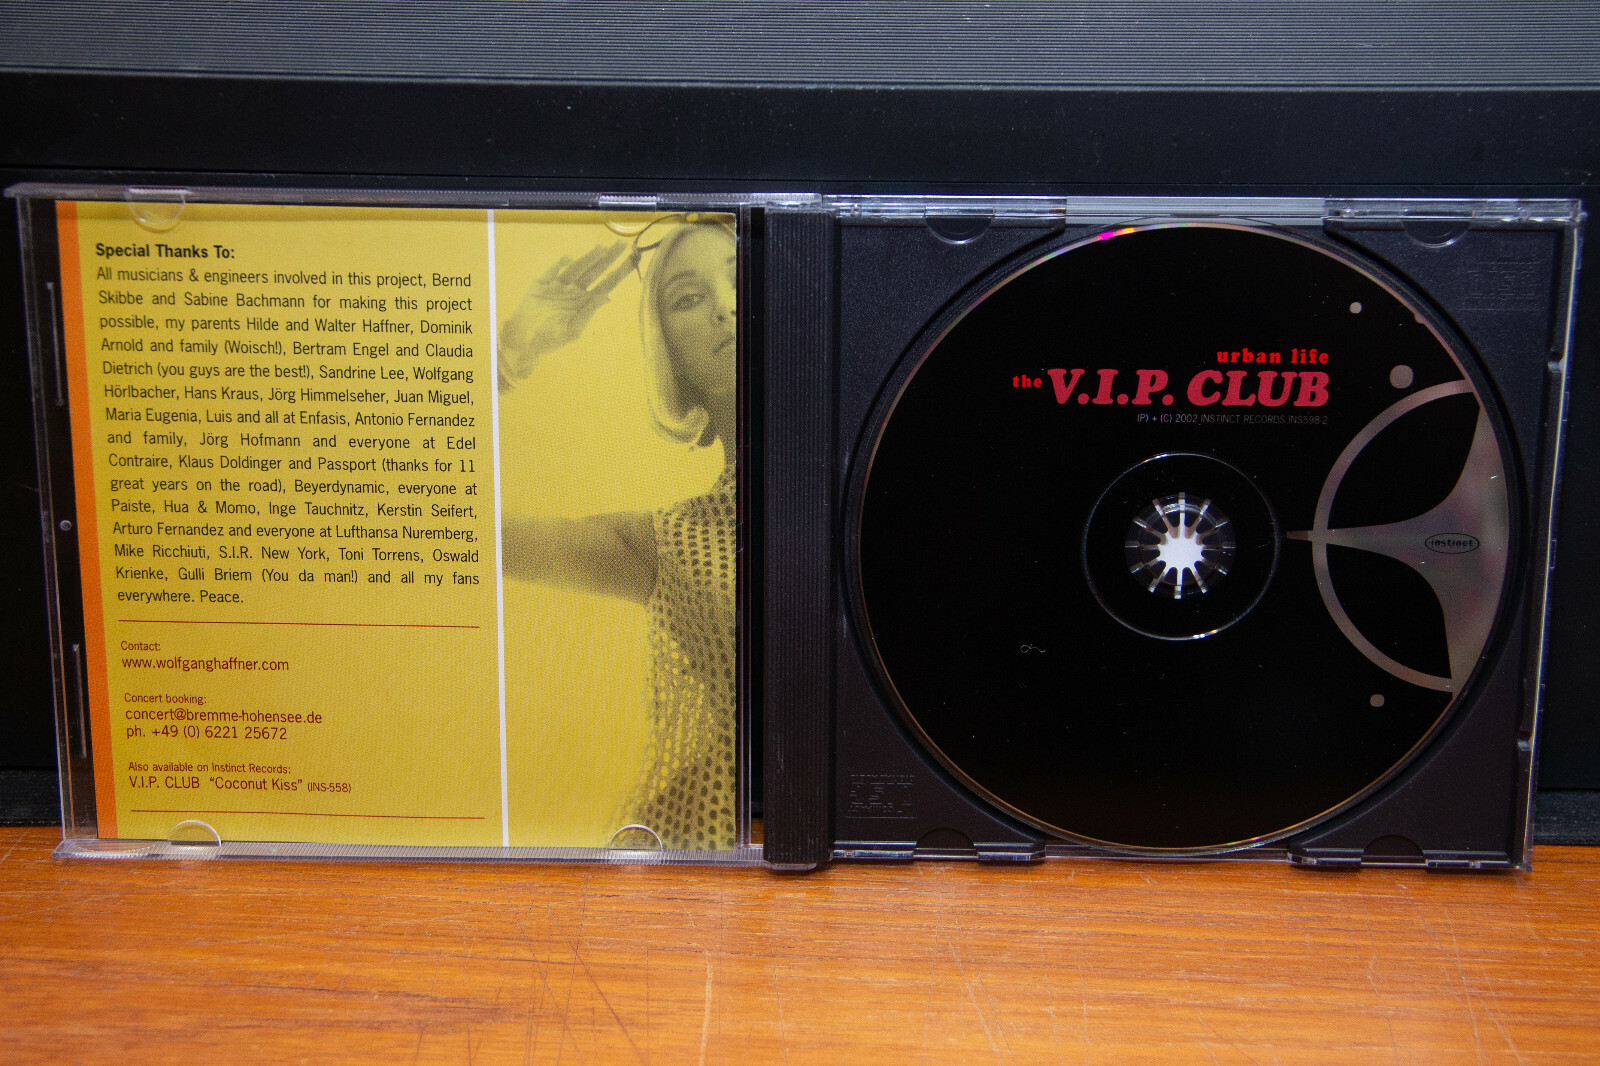 Special Thanks To:
All musicians & engineers involved in this project, Bernd
Skibbe and Sabine Bachmann for making this project
possible, my parents Hilde and Walter Haffner, Dominik
Arnold and family (Woisch!), Bertram Engel and Claudia
Dietrich (you guys are the best!), Sandrine Lee, Wolfgang
Hörlbacher, Hans Kraus, Jörg Himmelseher, Juan Miguel,
Maria Eugenia, Luis and all at Enfasis, Antonio Fernandez
and family, Jörg Hofmann and everyone at Edel
Contraire, Klaus Doldinger and Passport (thanks for 11
great years on the road), Beyerdynamic, everyone at
Paiste, Hua & Momo, Inge Tauchnitz, Kerstin Seifert,
Arturo Fernandez and everyone at Lufthansa Nuremberg,
Mike Ricchiuti, S.I.R. New York, Toni Torrens, Oswald
Krienke, Gulli Briem (You da man!) and all my fans
everywhere. Peace.
Contact:
www.wolfganghaffner.com
Concert booking:
concert@bremme-hohensee.de
ph. +49 (0) 6221 25672
Also available on Instinct Records:
V.I.P. CLUB "Coconut Kiss" (INS-558)
urban life
the V.I.P. CLUB
(P) + (C) 2002 INSTINCT RECORDS INS598-2
instinct